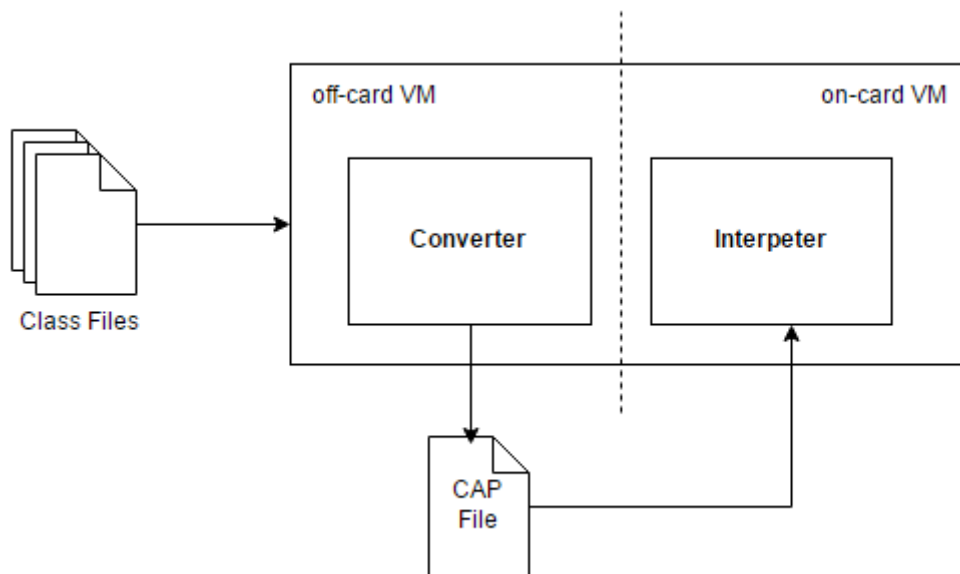 off-card VM
on-card VM
Converter
Interpeter
Class Files
CAP
File